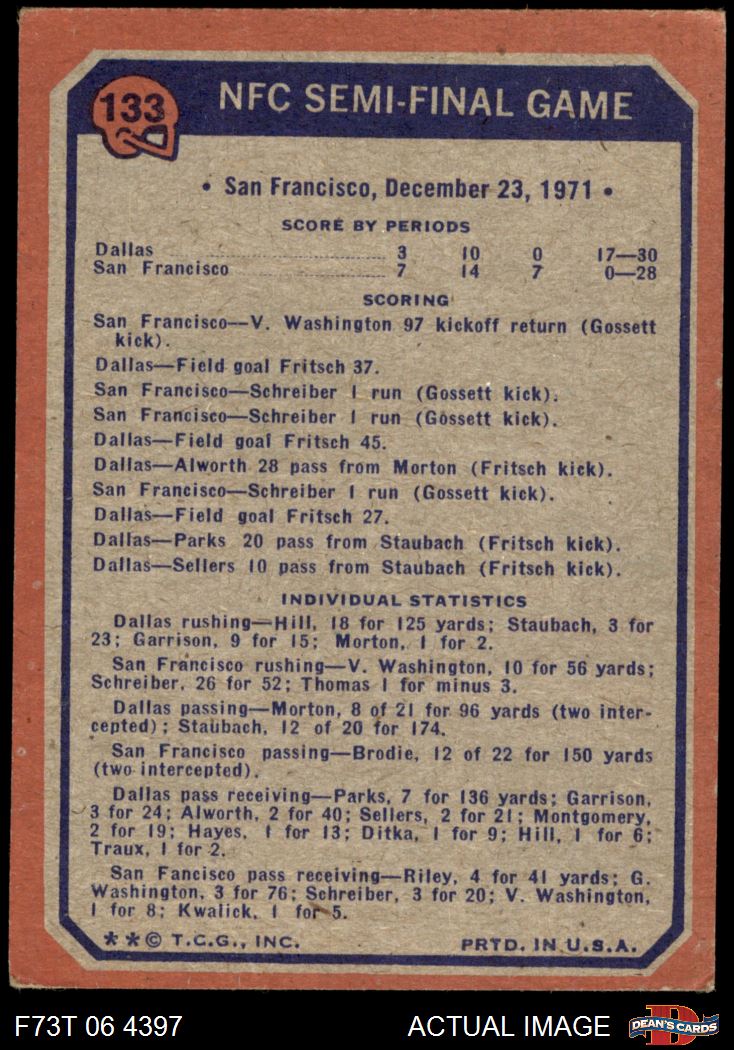 133
NFC SEMI-FINAL GAME
• San Francisco, December 23, 1971 •
SCORE BY PERIODS
Dallas 3 10 0 17—30
San Francisco 7 14 7 0—28
SCORING
San Francisco—V. Washington 97 kickoff return (Gossett
kick).
Dallas—Field goal Fritsch 37.
San Francisco—Schreiber 1 run (Gossett kick).
San Francisco—Schreiber 1 run (Gossett kick).
Dallas—Field goal Fritsch 45.
Dallas—Alworth 28 pass from Morton (Fritsch kick).
San Francisco—Schreiber 1 run (Gossett kick).
Dallas—Field goal Fritsch 27.
Dallas—Parks 20 pass from Staubach (Fritsch kick).
Dallas—Sellers 10 pass from Staubach (Fritsch kick).
INDIVIDUAL STATISTICS
Dallas rushing—Hill, 18 for 125 yards; Staubach, 3 for
23; Garrison, 9 for 15; Morton, 1 for 2.
San Francisco rushing—V. Washington, 10 for 56 yards;
Schreiber, 26 for 52; Thomas 1 for minus 3.
Dallas passing—Morton, 8 of 21 for 96 yards (two inter-
cepted); Staubach, 12 of 20 for 174.
San Francisco passing—Brodie, 12 of 22 for 150 yards
(two intercepted).
Dallas pass receiving—Parks, 7 for 136 yards; Garrison,
3 for 24; Alworth, 2 for 40; Sellers, 2 for 21; Montgomery,
2 for 19; Hayes, 1 for 13; Ditka, 1 for 9; Hill, 1 for 6;
Traux, 1 for 2.
San Fancisco pass receiving—Riley, 4 for 41 yards; G.
Washington, 3 for 76; Schreiber, 3 for 20; V. Washington,
1 for 8; Kwalick, 1 for 5.
**© T.C.G., INC. PRTD. IN U.S.A.
F73T 06 4397 ACTUAL IMAGE D DEAN'S CARDS